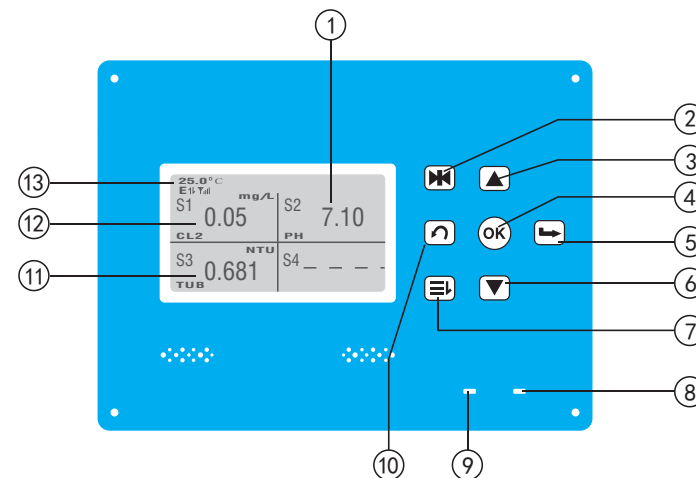 1
2
3
4
5
6
7
8
9
10
11
12
13
25.0°C
E
S1 mg/L
0.05
CL2
S2
7.10
PH
S3 NTU
0.681
TUB
S4 – – – –
OK